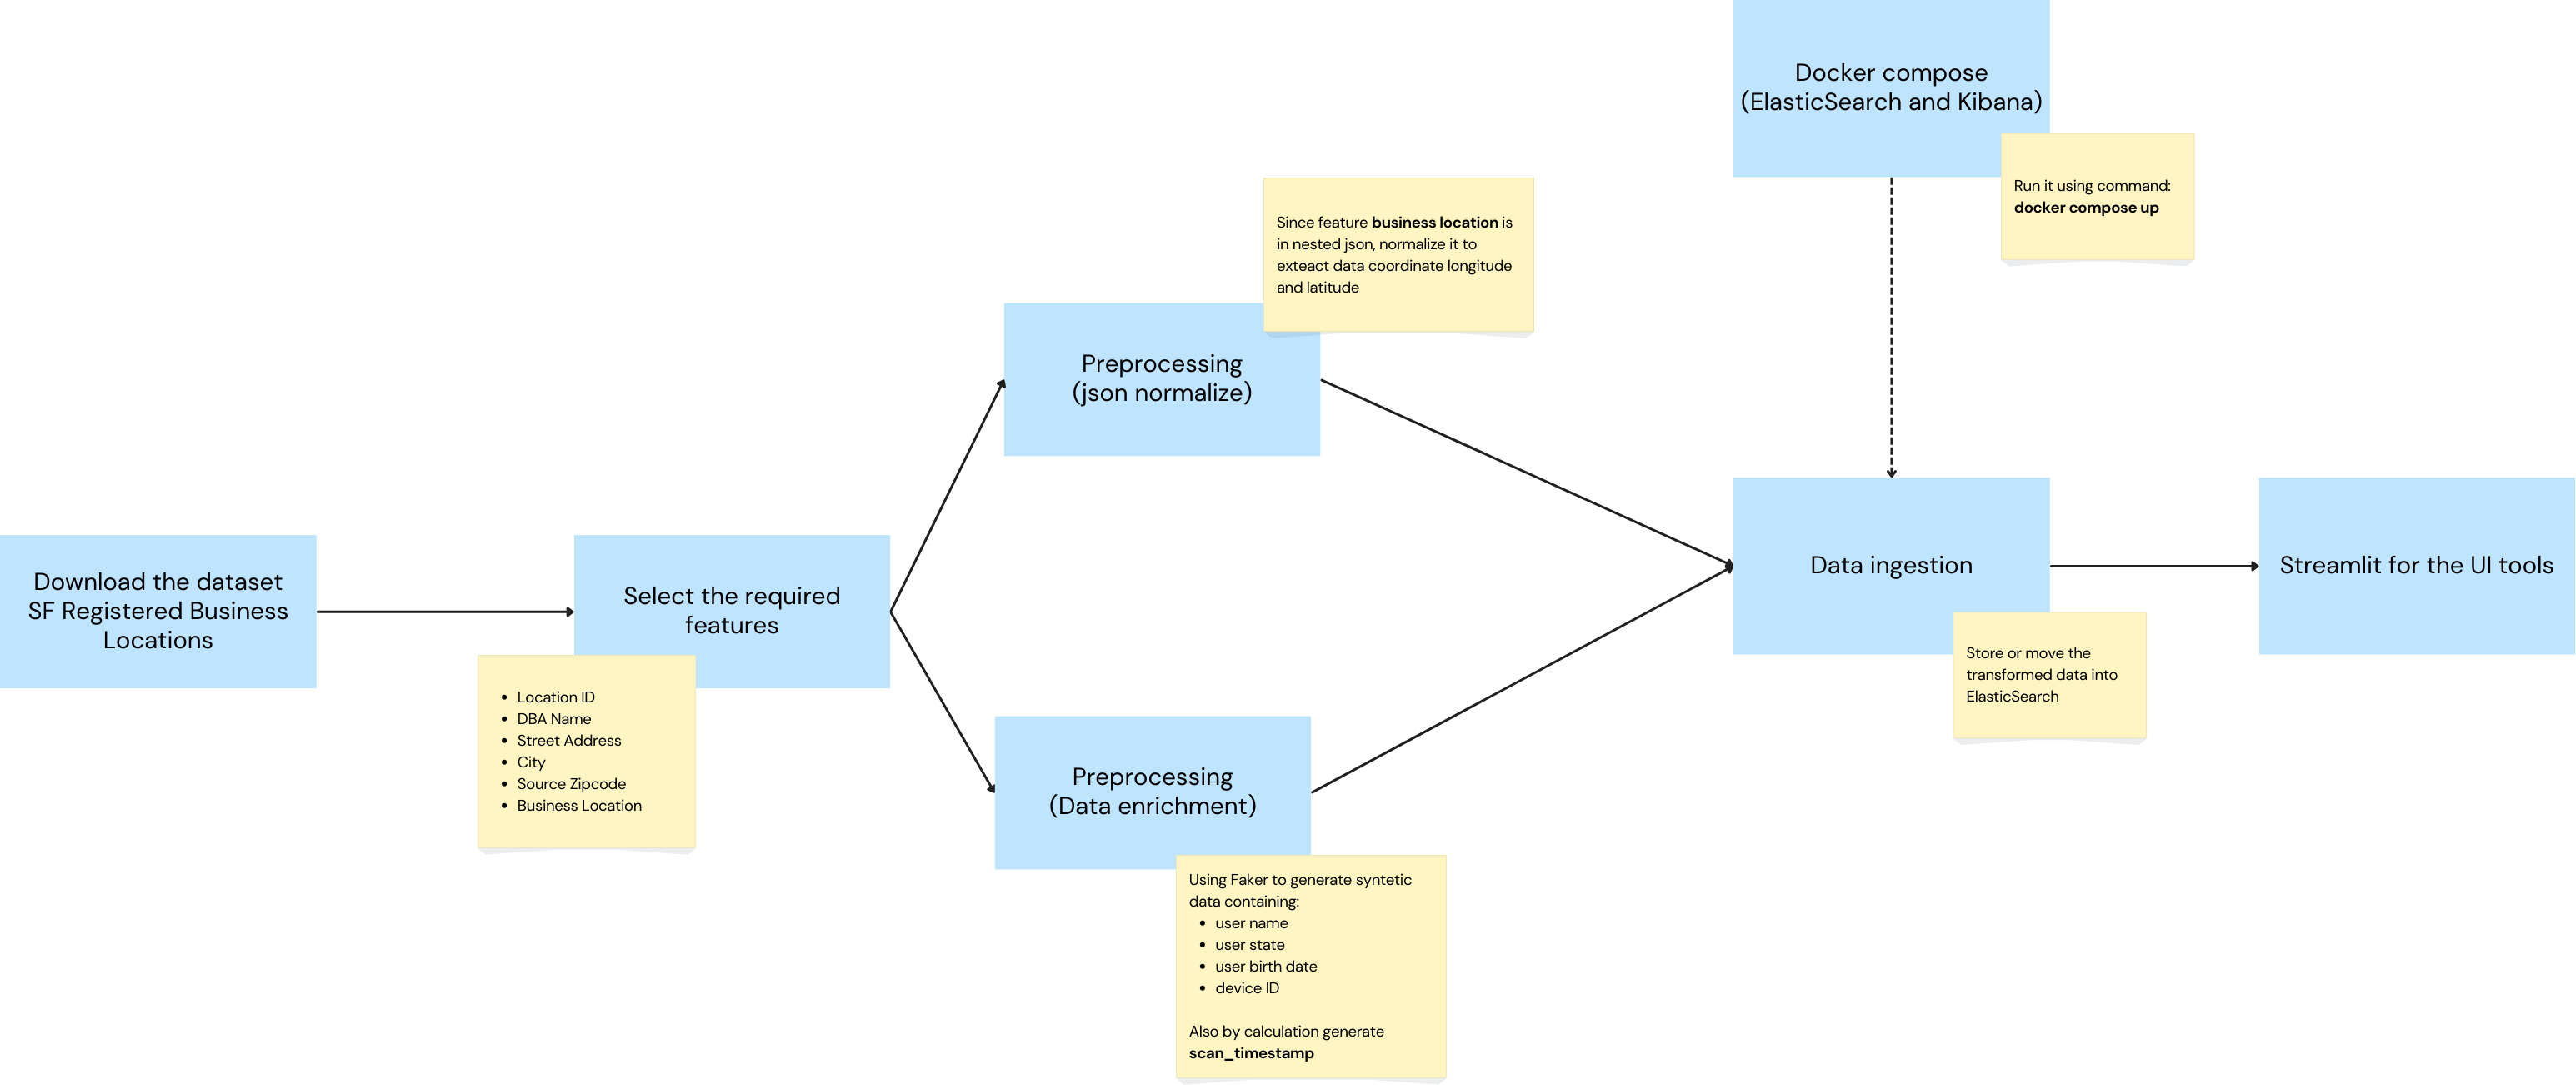 Docker compose
(ElasticSearch and Kibana)
Run it using command:
docker compose up
Since feature business location is
in nested json, normalize it to
exteact data coordinate longitude
and latitude
Preprocessing
(json normalize)
Download the dataset
SF Registered Business
Locations
Select the required
features
• Location ID
• DBA Name
• Street Address
• City
• Source Zipcode
• Business Location
Data ingestion
Store or move the
transformed data into
ElasticSearch
Streamlit for the UI tools
Preprocessing
(Data enrichment)
Using Faker to generate syntetic
data containing:
• user name
• user state
• user birth date
• device ID
Also by calculation generate
scan_timestamp